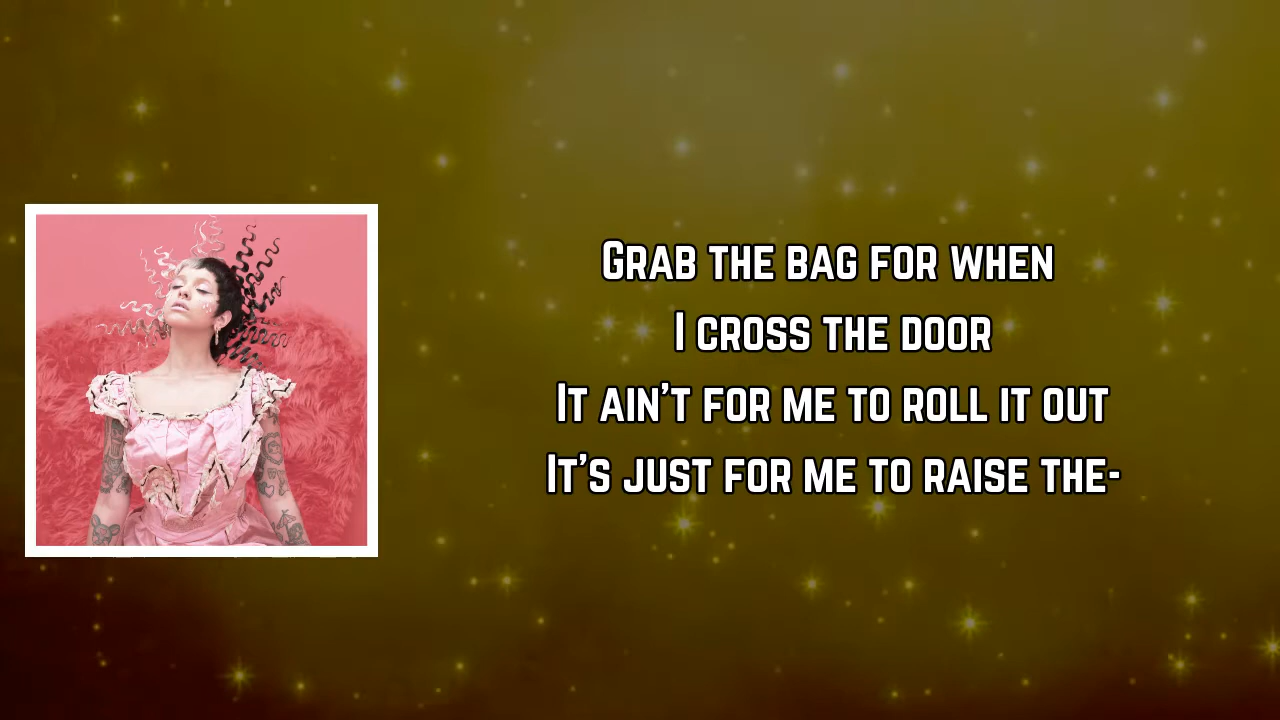 Grab the bag for when
I cross the door
It ain't for me to roll it out
It's just for me to raise the-